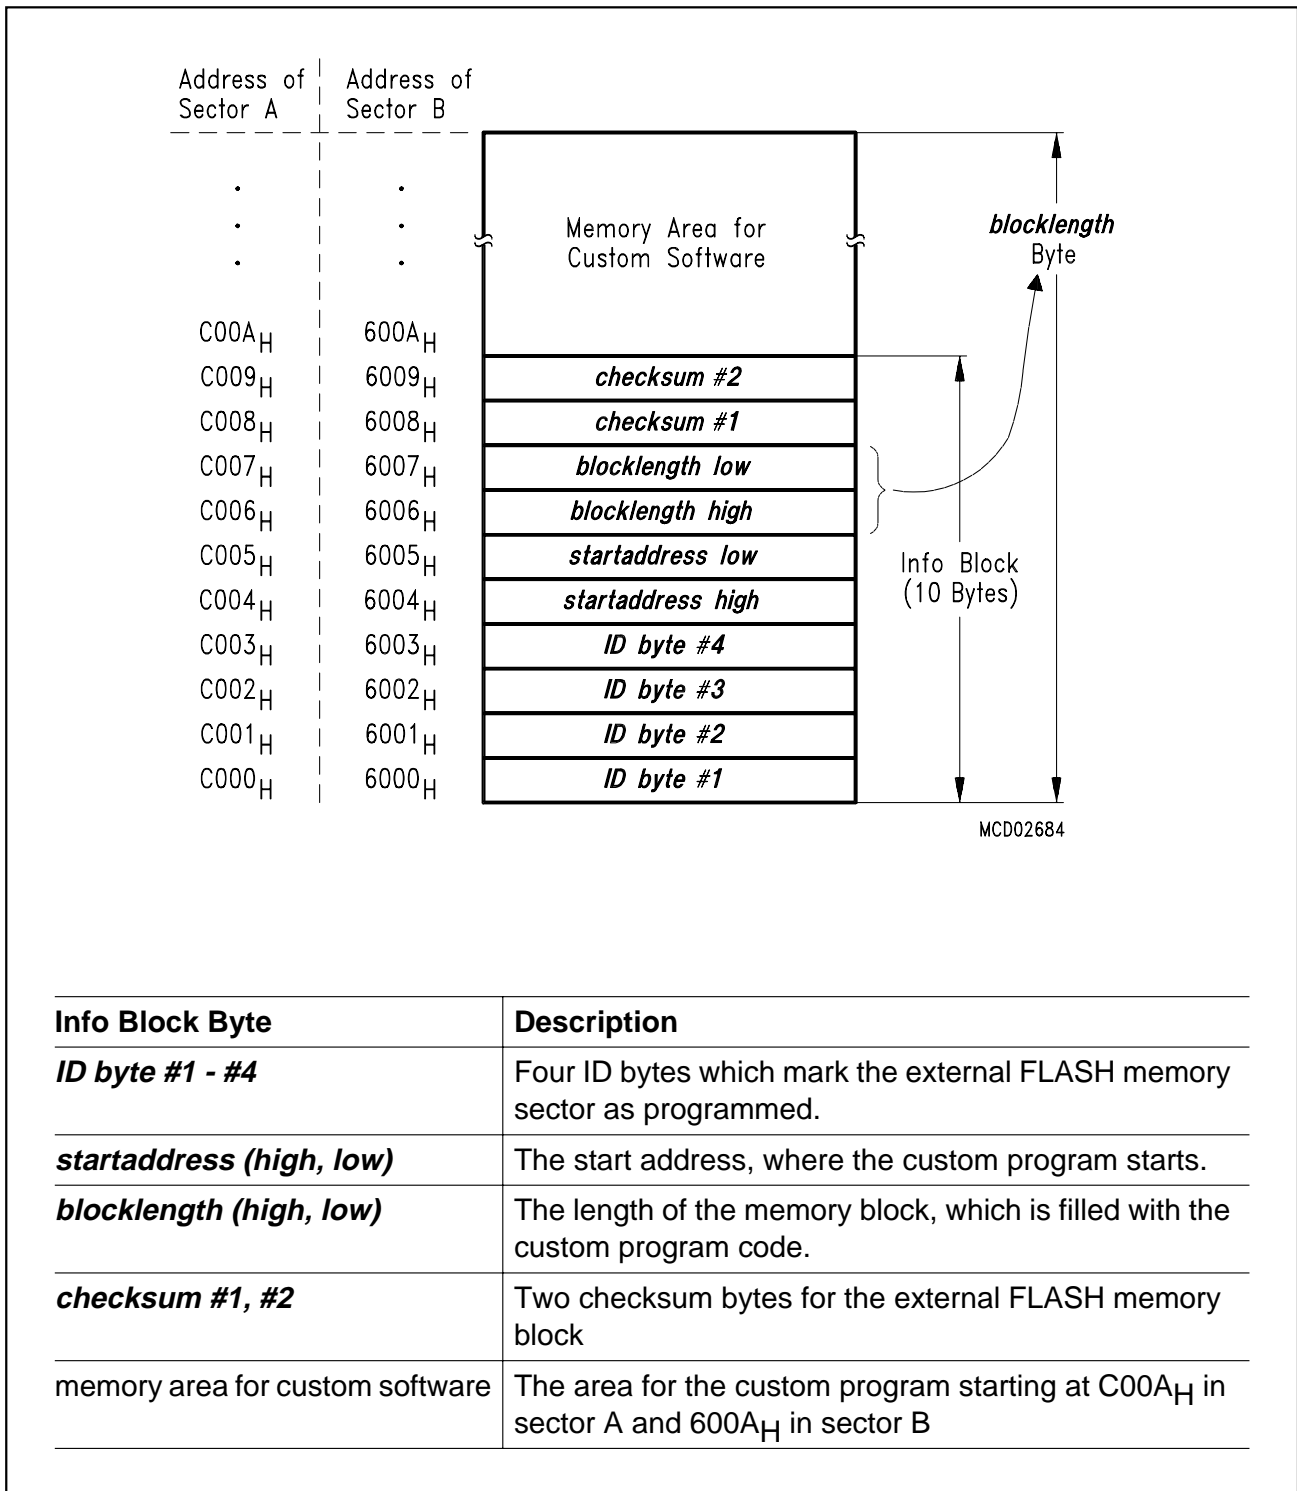 Address of Sector A
Address of Sector B
Memory Area for Custom Software
blocklength Byte
C00AH 600AH
C009H 6009H checksum #2
C008H 6008H checksum #1
C007H 6007H blocklength low
C006H 6006H blocklength high
C005H 6005H startaddress low
Info Block (10 Bytes)
C004H 6004H startaddress high
C003H 6003H ID byte #4
C002H 6002H ID byte #3
C001H 6001H ID byte #2
C000H 6000H ID byte #1
MCD02684
Info Block Byte Description
ID byte #1 - #4 Four ID bytes which mark the external FLASH memory
sector as programmed.
startaddress (high, low) The start address, where the custom program starts.
blocklength (high, low) The length of the memory block, which is filled with the
custom program code.
checksum #1, #2 Two checksum bytes for the external FLASH memory
block
memory area for custom software The area for the custom program starting at C00AH in
sector A and 600AH in sector B